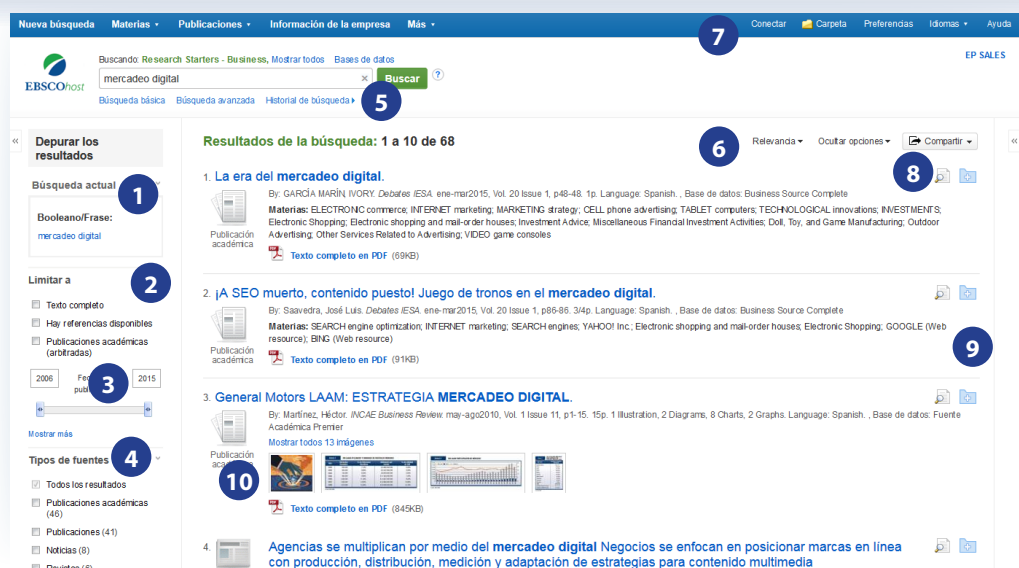 Nueva búsqueda Materias Publicaciones Información de la empresa Más Conectar Carpeta Preferencias Idiomas Ayuda
7
EBSCOhost
Buscando: Research Starters - Business, Mostrar todos Bases de datos
EP SALES
mercadeo digital × Buscar ?
Búsqueda básica Búsqueda avanzada Historial de búsqueda
5
«
Depurar los
resultados
Búsqueda actual
1
Booleano/Frase:
mercadeo digital
Limitar a
2
Texto completo
Hay referencias disponibles
Publicaciones académicas
(arbitradas)
2006 2015
3
Mostrar más
Tipos de fuentes
4
Todos los resultados
Publicaciones académicas
(46)
Publicaciones (41)
Noticias (8)
Resultados de la búsqueda: 1 a 10 de 68
6
Relevancia Ocultar opciones Compartir
«
8
1. La era del mercadeo digital.
By: GARCÍA MARÍN, IVORY. Debates IESA. ene-mar2015, Vol. 20 Issue 1, p48-48. 1p. Language: Spanish. , Base de datos: Business Source Complete
Materias: ELECTRONIC commerce; INTERNET marketing; MARKETING strategy; CELL phone advertising; TABLET computers; TECHNOLOGICAL innovations; INVESTMENTS;
Electronic Shopping; Electronic shopping and mail-order houses; Investment Advice; Miscellaneous Financial Investment Activities; Doll, Toy, and Game Manufacturing; Outdoor
Advertising; Other Services Related to Advertising; VIDEO game consoles
Publicación
académica
PDF Texto completo en PDF (69KB)
2. ¡A SEO muerto, contenido puesto! Juego de tronos en el mercadeo digital.
By: Saavedra, José Luis. Debates IESA. ene-mar2015, Vol. 20 Issue 1, p86-86. 3/4p. Language: Spanish. , Base de datos: Business Source Complete
Materias: SEARCH engine optimization; INTERNET marketing; SEARCH engines; YAHOO! Inc.; Electronic shopping and mail-order houses; Electronic Shopping; GOOGLE (Web
resource); BING (Web resource)
Publicación
académica
PDF Texto completo en PDF (91KB)
9
3. General Motors LAAM: ESTRATEGIA MERCADEO DIGITAL.
By: Martínez, Héctor. INCAE Business Review. may-ago2010, Vol. 1 Issue 11, p1-15. 15p. 1 Illustration, 2 Diagrams, 8 Charts, 2 Graphs. Language: Spanish. , Base de datos: Fuente
Académica Premier
Mostrar todos 13 imágenes
Publicación
10
PDF Texto completo en PDF (845KB)
4. Agencias se multiplican por medio del mercadeo digital Negocios se enfocan en posicionar marcas en línea
con producción, distribución, medición y adaptación de estrategias para contenido multimedia